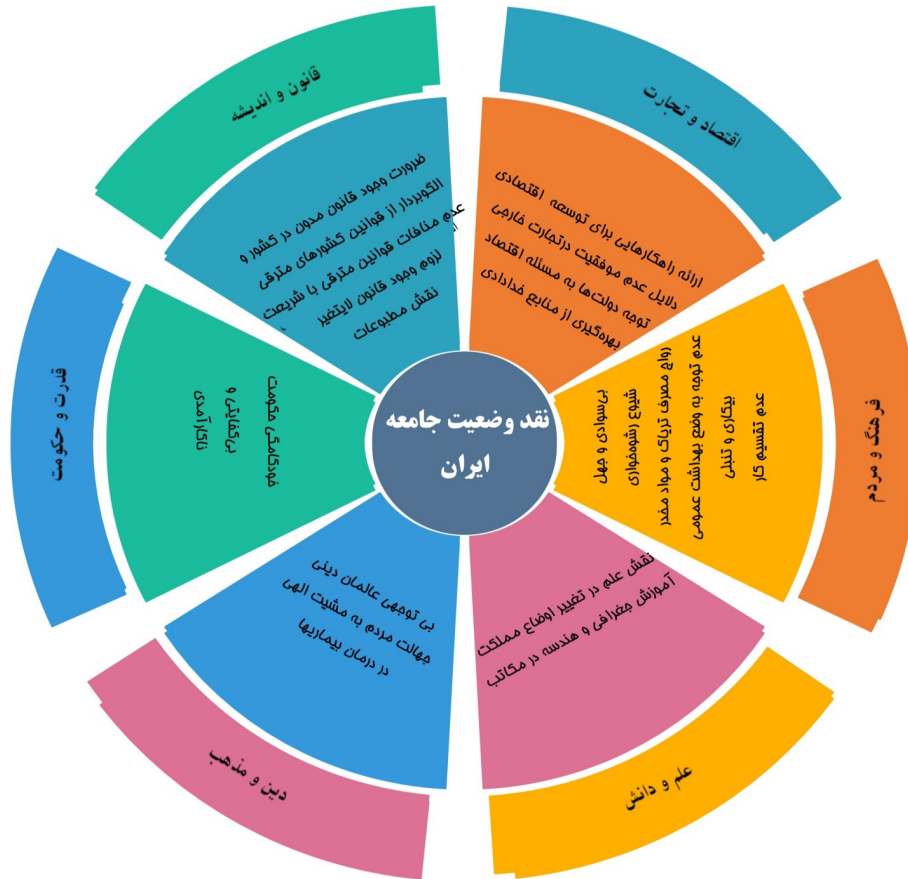 نقد وضعیت جامعه
ایران
اقتصاد و تجارت
ارائه راهکارهایی برای توسعه اقتصادی
دلایل عدم موفقیت درتجارت خارجی
توجه دولت‌ها به مسئله اقتصاد
بهره‌گیری از منابع خدادادی
فرهنگ و مردم
بی‌سوادی و جهل
شیوع رشوه‌خواری
رواج مصرف تریاک و مواد مخدر
عدم توجه به وضع بهداشت عمومی
بیکاری و تنبلی
عدم تقسیم کار
علم و دانش
نقش علم در تغییر اوضاع مملکت
آموزش جغرافی و هندسه در مکاتب
دین و مذهب
بی توجهی عالمان دینی
جهالت مردم به مشیت الهی
در درمان بیماریها
قدرت و حکومت
خودکامگی حکومت
بی‌کفایتی و
ناکارآمدی
قانون و اندیشه
ضرورت وجود قانون مدون در کشور و
الگوبردار از قوانین کشورهای مترقی
عدم منافات قوانین مترقی با شریعت
لزوم وجود قانون لایتغیر
نقش مطبوعات